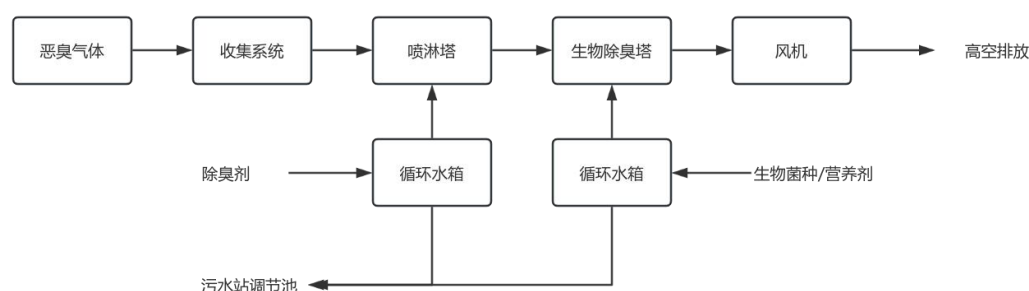 恶臭气体
收集系统
喷淋塔
生物除臭塔
风机
高空排放
除臭剂
循环水箱
循环水箱
生物菌种/营养剂
污水站调节池